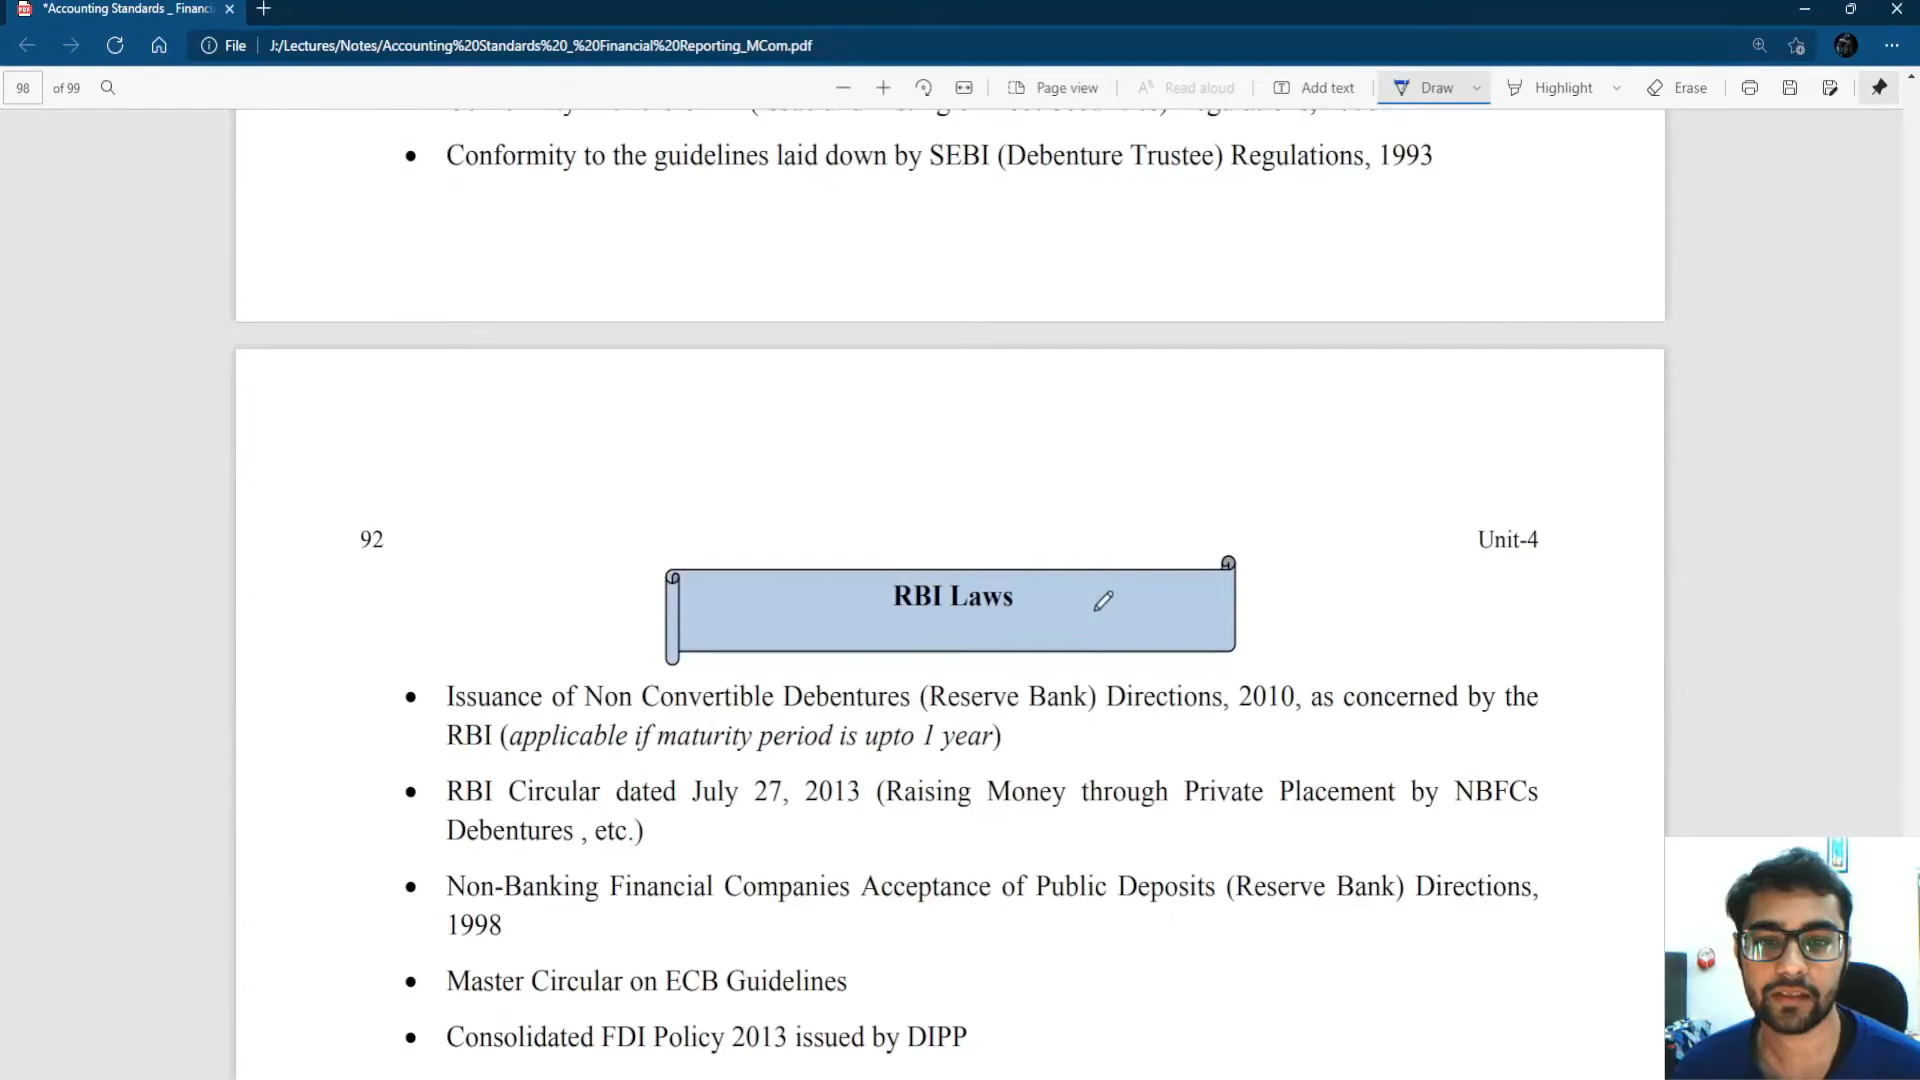 *Accounting Standards _ Financi
File
J:/Lectures/Notes/Accounting%20Standards%20_%20Financial%20Reporting_MCom.pdf
98 of 99
Page view
Read aloud
Add text
Draw
Highlight
Erase
• Conformity to the guidelines laid down by SEBI (Debenture Trustee) Regulations, 1993
92
Unit-4
RBI Laws
• Issuance of Non Convertible Debentures (Reserve Bank) Directions, 2010, as concerned by the
RBI (applicable if maturity period is upto 1 year)
• RBI Circular dated July 27, 2013 (Raising Money through Private Placement by NBFCs
Debentures , etc.)
• Non-Banking Financial Companies Acceptance of Public Deposits (Reserve Bank) Directions,
1998
• Master Circular on ECB Guidelines
• Consolidated FDI Policy 2013 issued by DIPP